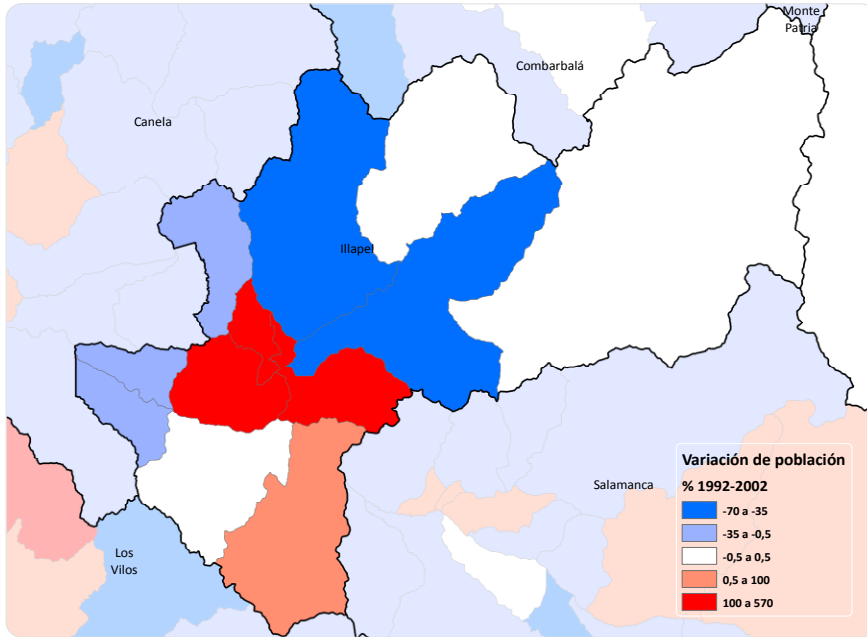 Monte
Patria
Combarbalá
Canela
Illapel
Salamanca
Los
Vilos
Variación de población
% 1992-2002
-70 a -35
-35 a -0,5
-0,5 a 0,5
0,5 a 100
100 a 570